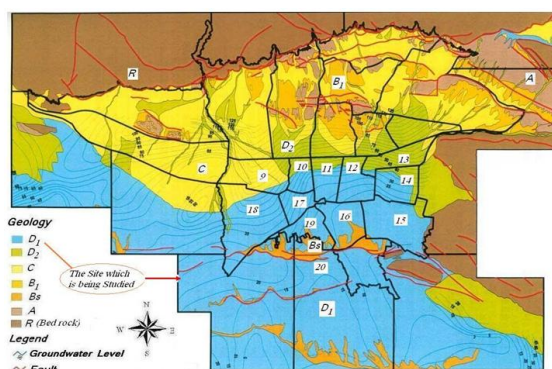 R
A
B1
D2
C
9
10
11
12
13
14
18
17
19
16
15
Bs
20
D1
Geology
D1
D2
C
B1
Bs
A
R (Bed rock)
The Site which
is being Studied
N
W
E
S
Legend
Groundwater Level
Fault